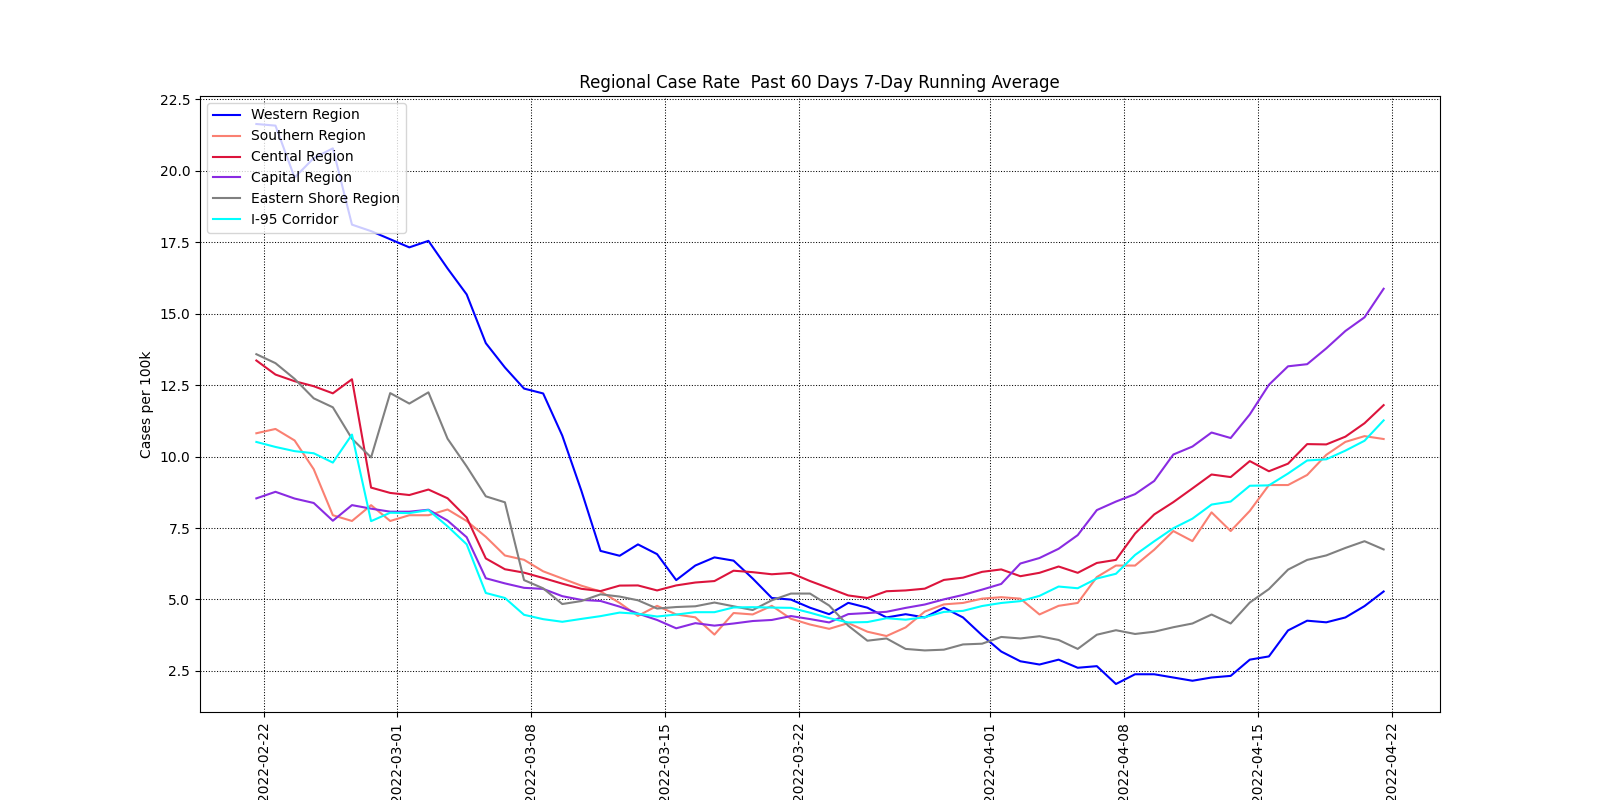 Regional Case Rate  Past 60 Days 7-Day Running Average
22.5
20.0
17.5
15.0
12.5
10.0
7.5
5.0
2.5
Cases per 100k
Western Region
Southern Region
Central Region
Capital Region
Eastern Shore Region
I-95 Corridor
2022-02-22
2022-03-01
2022-03-08
2022-03-15
2022-03-22
2022-04-01
2022-04-08
2022-04-15
2022-04-22